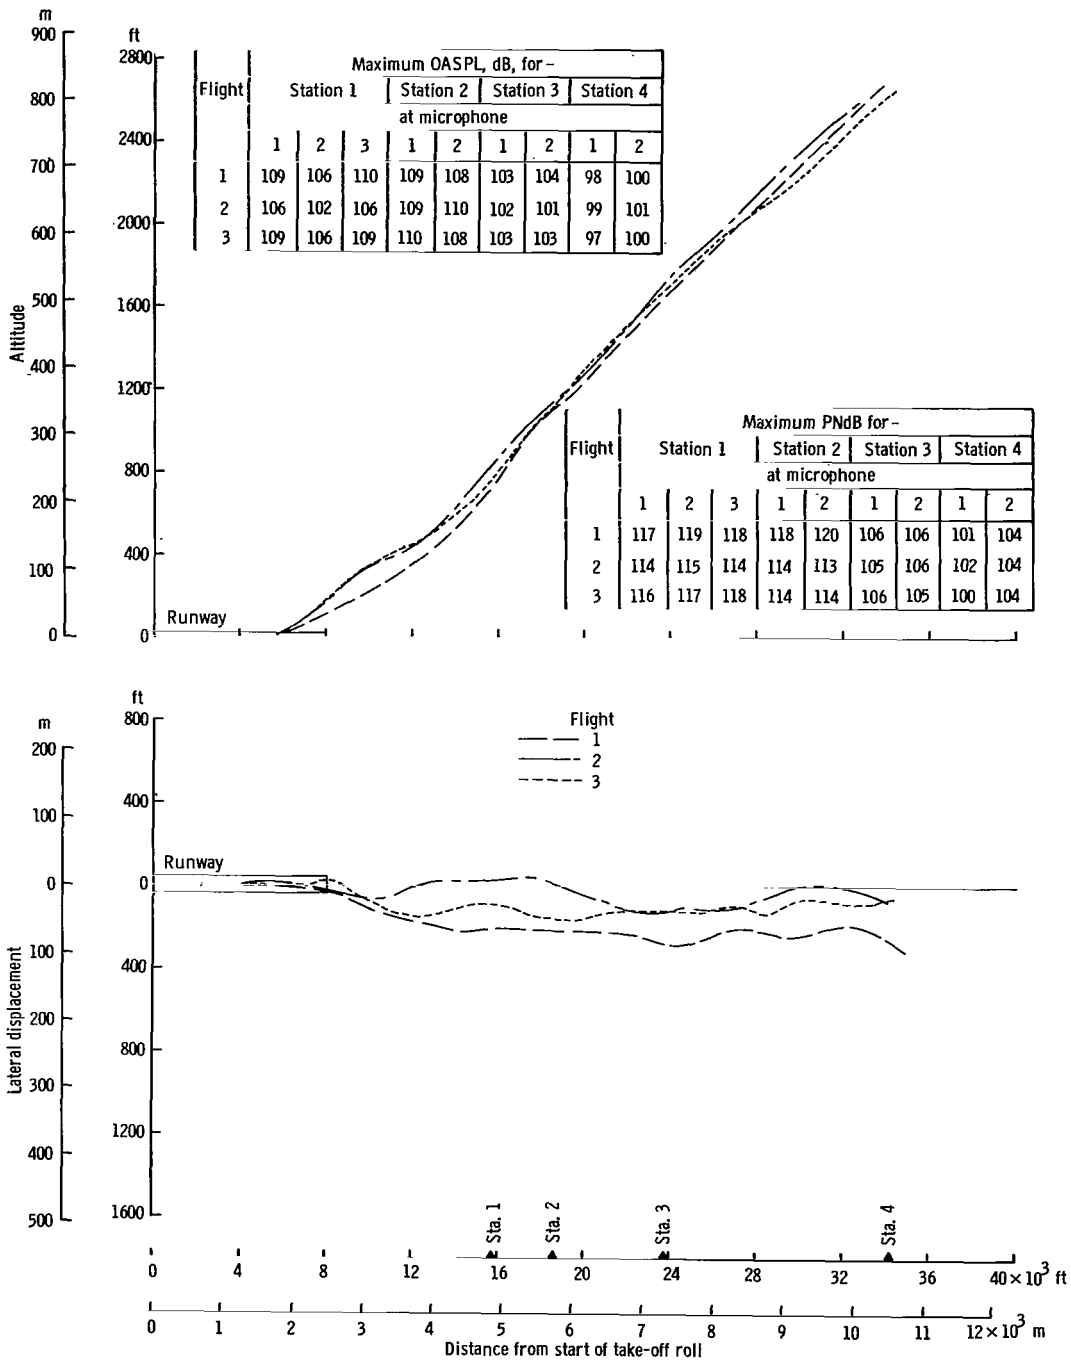 m
ft
900
800
700
600
500
400
300
200
100
0
Altitude
2800
2400
2000
1600
1200
800
400
0
Flight Maximum OASPL, dB, for -
Station 1 Station 2 Station 3 Station 4
at microphone
1 2 3 1 2 1 2 1 2
1 109 106 110 109 108 103 104 98 100
2 106 102 106 109 110 102 101 99 101
3 109 106 109 110 108 103 103 97 100
Flight Maximum PNdB for -
Station 1 Station 2 Station 3 Station 4
at microphone
1 2 3 1 2 1 2 1 2
1 117 119 118 118 120 106 106 101 104
2 114 115 114 114 113 105 106 102 104
3 116 117 118 114 114 106 105 100 104
Runway
m
ft
200
100
0
100
200
300
400
500
Lateral displacement
800
400
0
400
800
1200
1600
Flight
1
2
3
Runway
Sta. 1 Sta. 2 Sta. 3 Sta. 4
0 4 8 12 16 20 24 28 32 36 40 × 10³ ft
0 1 2 3 4 5 6 7 8 9 10 11 12 × 10³ m
Distance from start of take-off roll